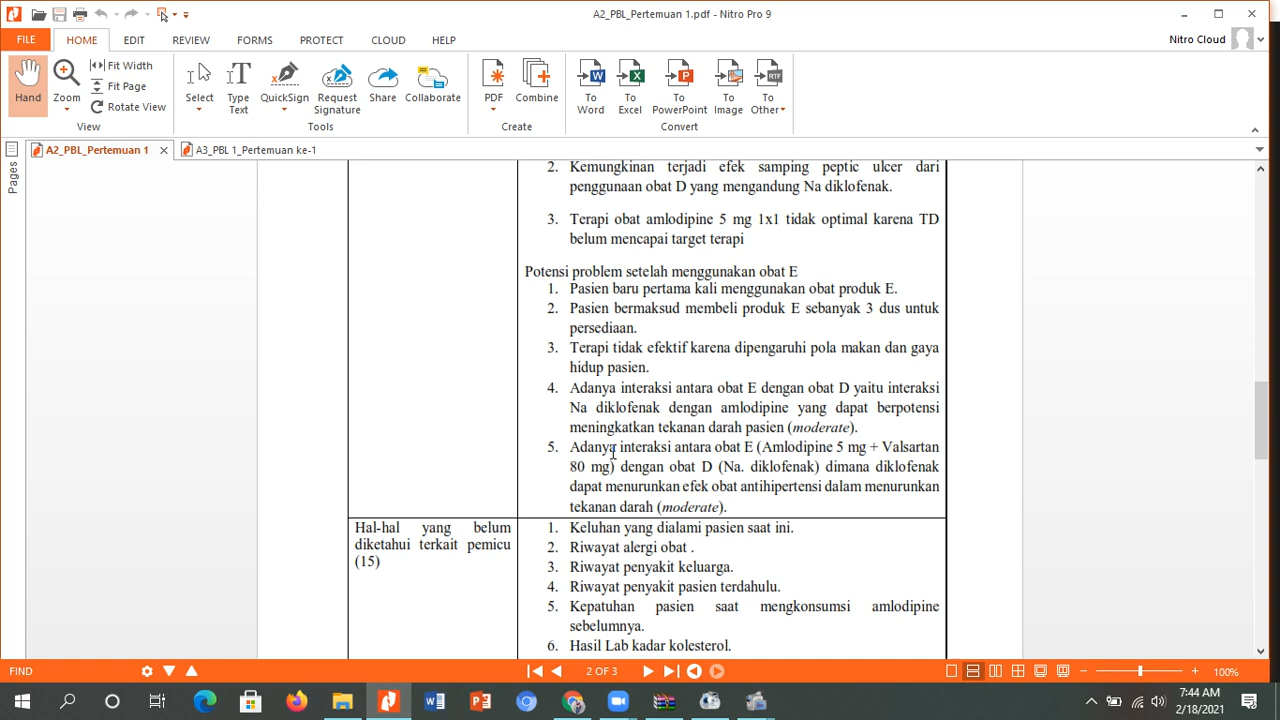 A2_PBL_Pertemuan 1.pdf - Nitro Pro 9
FILE HOME EDIT REVIEW FORMS PROTECT CLOUD HELP Nitro Cloud
Hand
Zoom
Fit Width
Fit Page
Rotate View
View
Select
Type Text
QuickSign
Request Signature
Share
Collaborate
Tools
PDF
Combine
Create
To Word
To Excel
To PowerPoint
To Image
To Other
Convert
A2_PBL_Pertemuan 1
A3_PBL 1_Pertemuan ke-1
Pages
2. Kemungkinan terjadi efek samping peptic ulcer dari
penggunaan obat D yang mengandung Na diklofenak.
3. Terapi obat amlodipine 5 mg 1x1 tidak optimal karena TD
belum mencapai target terapi
Potensi problem setelah menggunakan obat E
1. Pasien baru pertama kali menggunakan obat produk E.
2. Pasien bermaksud membeli produk E sebanyak 3 dus untuk
persediaan.
3. Terapi tidak efektif karena dipengaruhi pola makan dan gaya
hidup pasien.
4. Adanya interaksi antara obat E dengan obat D yaitu interaksi
Na diklofenak dengan amlodipine yang dapat berpotensi
meningkatkan tekanan darah pasien (moderate).
5. Adanya interaksi antara obat E (Amlodipine 5 mg + Valsartan
80 mg) dengan obat D (Na. diklofenak) dimana diklofenak
dapat menurunkan efek obat antihipertensi dalam menurunkan
tekanan darah (moderate).
Hal-hal yang belum
diketahui terkait pemicu
(15)
1. Keluhan yang dialami pasien saat ini.
2. Riwayat alergi obat .
3. Riwayat penyakit keluarga.
4. Riwayat penyakit pasien terdahulu.
5. Kepatuhan pasien saat mengkonsumsi amlodipine
sebelumnya.
6. Hasil Lab kadar kolesterol.
FIND
2 OF 3
100%
7:44 AM
2/18/2021